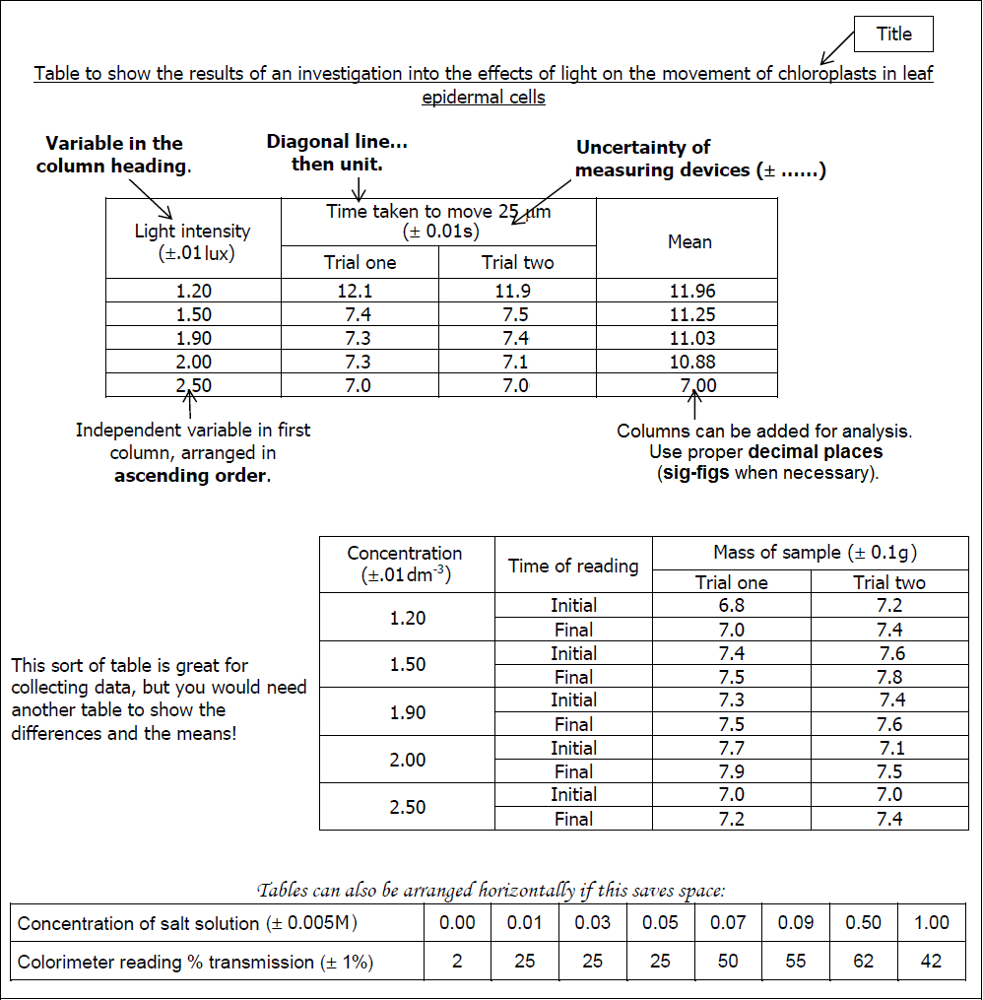 Title
Table to show the results of an investigation into the effects of light on the movement of chloroplasts in leaf
epidermal cells
Variable in the
column heading.
Diagonal line...
then unit.
Uncertainty of
measuring devices (± ......)
Light intensity
(±.01 lux)
Time taken to move 25 μm
(± 0.01s)
Mean
Trial one Trial two
1.20 12.1 11.9 11.96
1.50 7.4 7.5 11.25
1.90 7.3 7.4 11.03
2.00 7.3 7.1 10.88
2.50 7.0 7.0 7.00
Independent variable in first
column, arranged in
ascending order.
Columns can be added for analysis.
Use proper decimal places
(sig-figs when necessary).
This sort of table is great for
collecting data, but you would need
another table to show the
differences and the means!
Concentration
(±.01 dm-3)
Time of reading
Mass of sample (± 0.1g)
Trial one Trial two
1.20
Initial 6.8 7.2
Final 7.0 7.4
1.50
Initial 7.4 7.6
Final 7.5 7.8
1.90
Initial 7.3 7.4
Final 7.5 7.6
2.00
Initial 7.7 7.1
Final 7.9 7.5
2.50
Initial 7.0 7.0
Final 7.2 7.4
Tables can also be arranged horizontally if this saves space:
Concentration of salt solution (± 0.005M) 0.00 0.01 0.03 0.05 0.07 0.09 0.50 1.00
Colorimeter reading % transmission (± 1%) 2 25 25 25 50 55 62 42